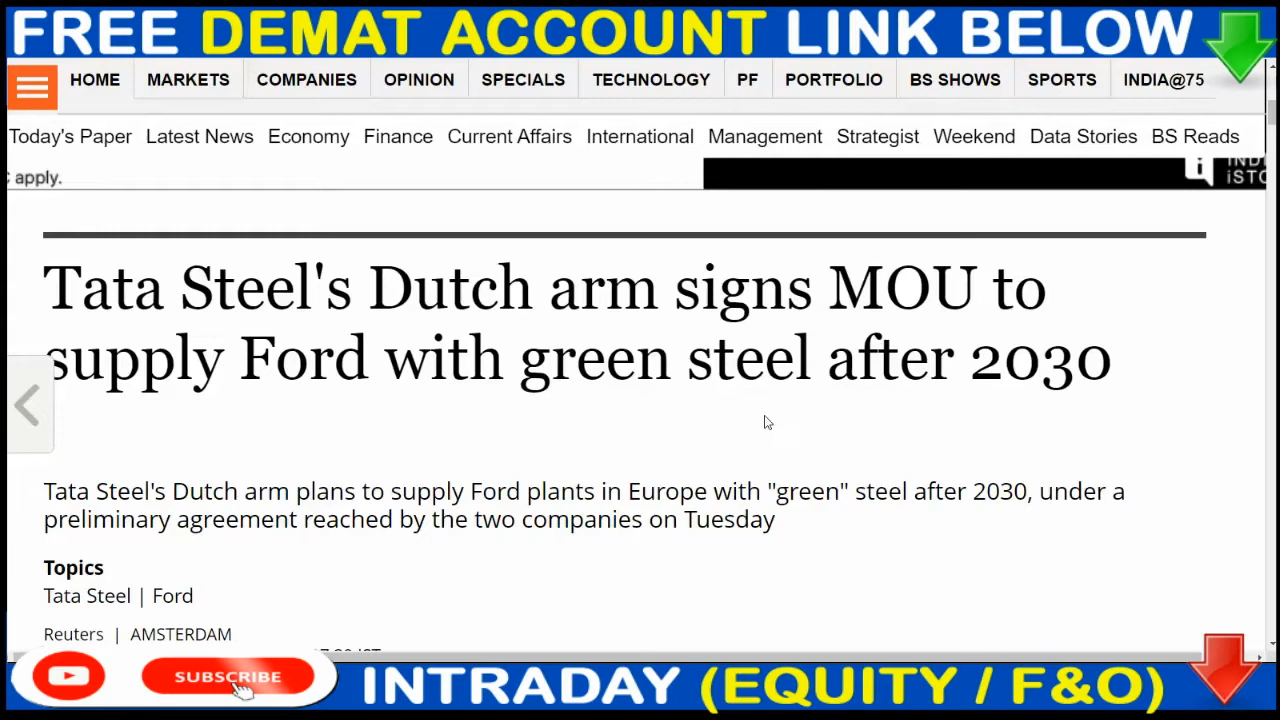 FREE DEMAT ACCOUNT LINK BELOW
HOME MARKETS COMPANIES OPINION SPECIALS TECHNOLOGY PF PORTFOLIO BS SHOWS SPORTS INDIA@75
Today's Paper Latest News Economy Finance Current Affairs International Management Strategist Weekend Data Stories BS Reads
C apply.
Tata Steel's Dutch arm signs MOU to
supply Ford with green steel after 2030
Tata Steel's Dutch arm plans to supply Ford plants in Europe with "green" steel after 2030, under a
preliminary agreement reached by the two companies on Tuesday
Topics
Tata Steel | Ford
Reuters | AMSTERDAM
SUBSCRIBE
INTRADAY (EQUITY / F&O)